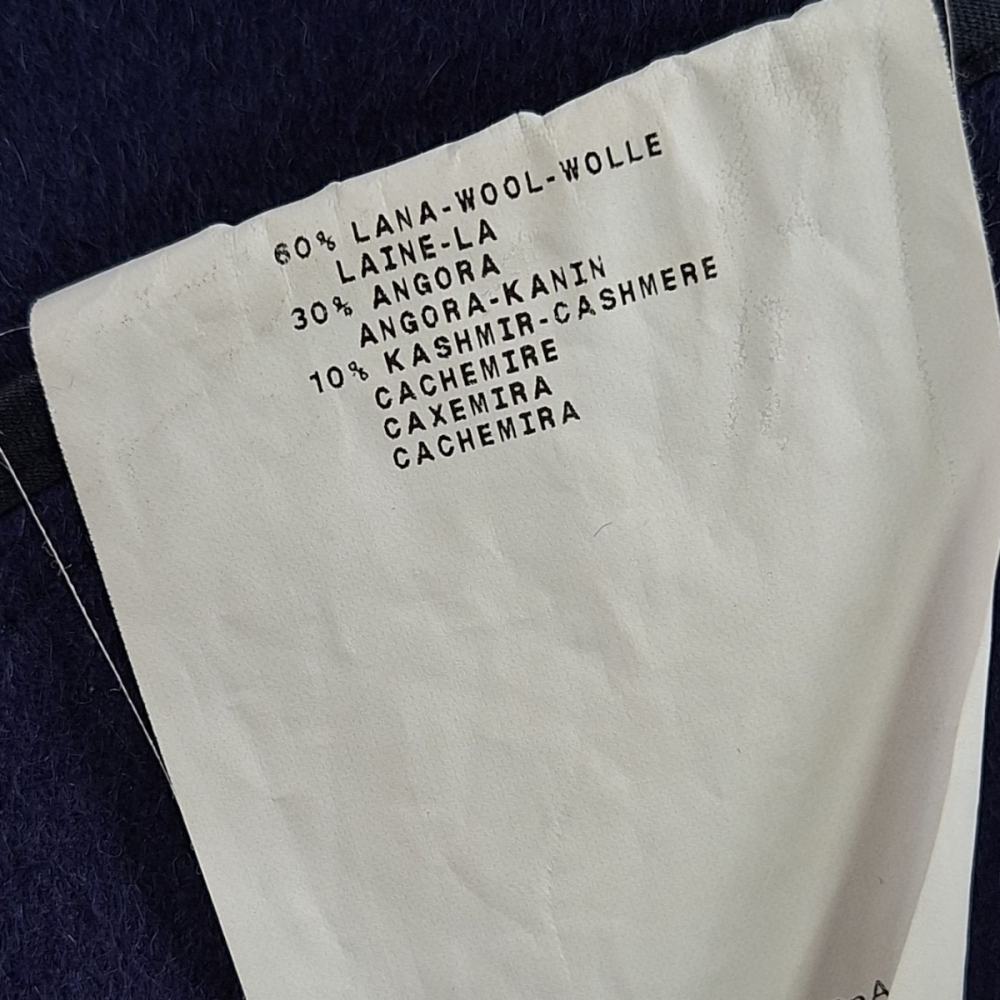 60% LANA-WOOL-WOLLE
LAINE-LA
30% ANGORA
ANGORA-KANIN
10% KASHMIR-CASHMERE
CACHEMIRE
CAXEMIRA
CACHEMIRA